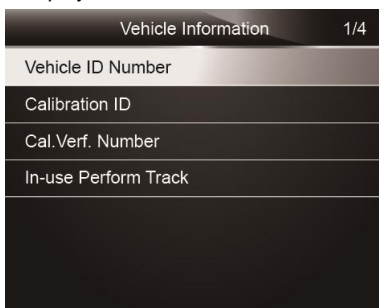 Vehicle Information 1/4
Vehicle ID Number
Calibration ID
Cal.Verf. Number
In-use Perform Track